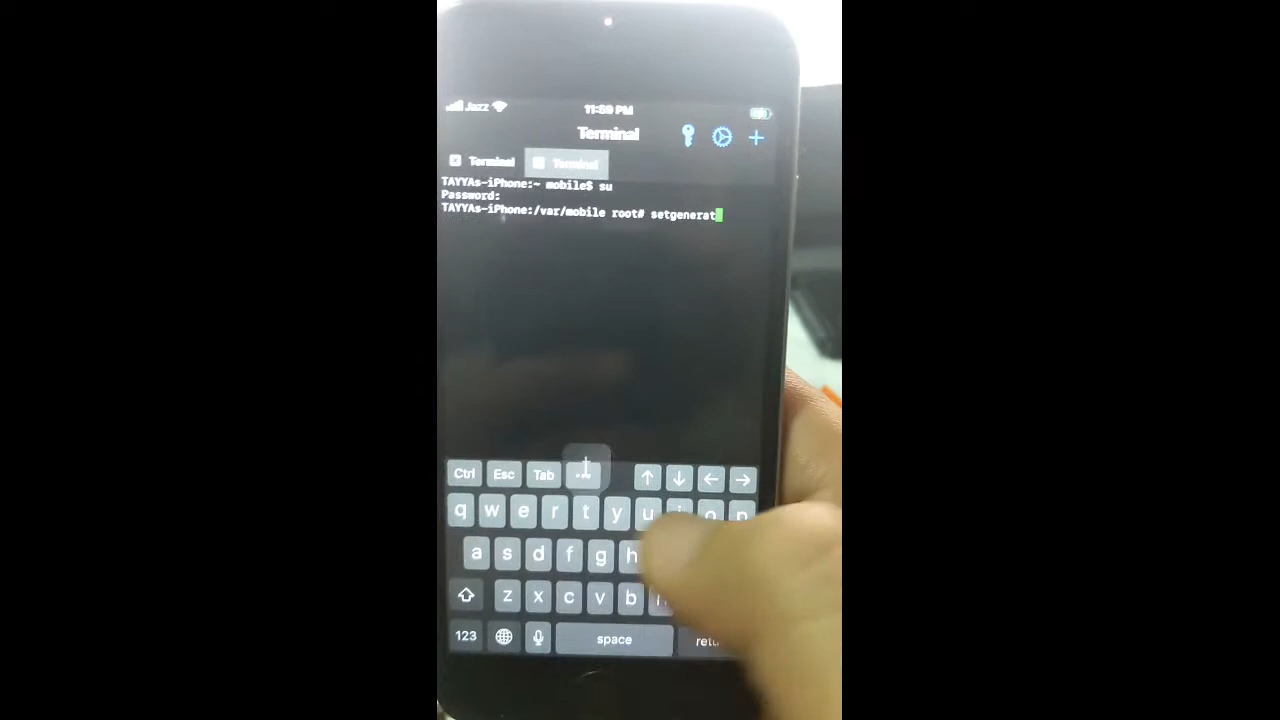 Jazz 11:59 PM
Terminal
Terminal Terminal
TAYYAs-iPhone:~ mobile$ su
Password:
TAYYAs-iPhone:/var/mobile root# setgenerat
Ctrl Esc Tab ... ↑ ↓ ← →
q w e r t y u i o p
a s d f g h
z x c v b
123 space retu